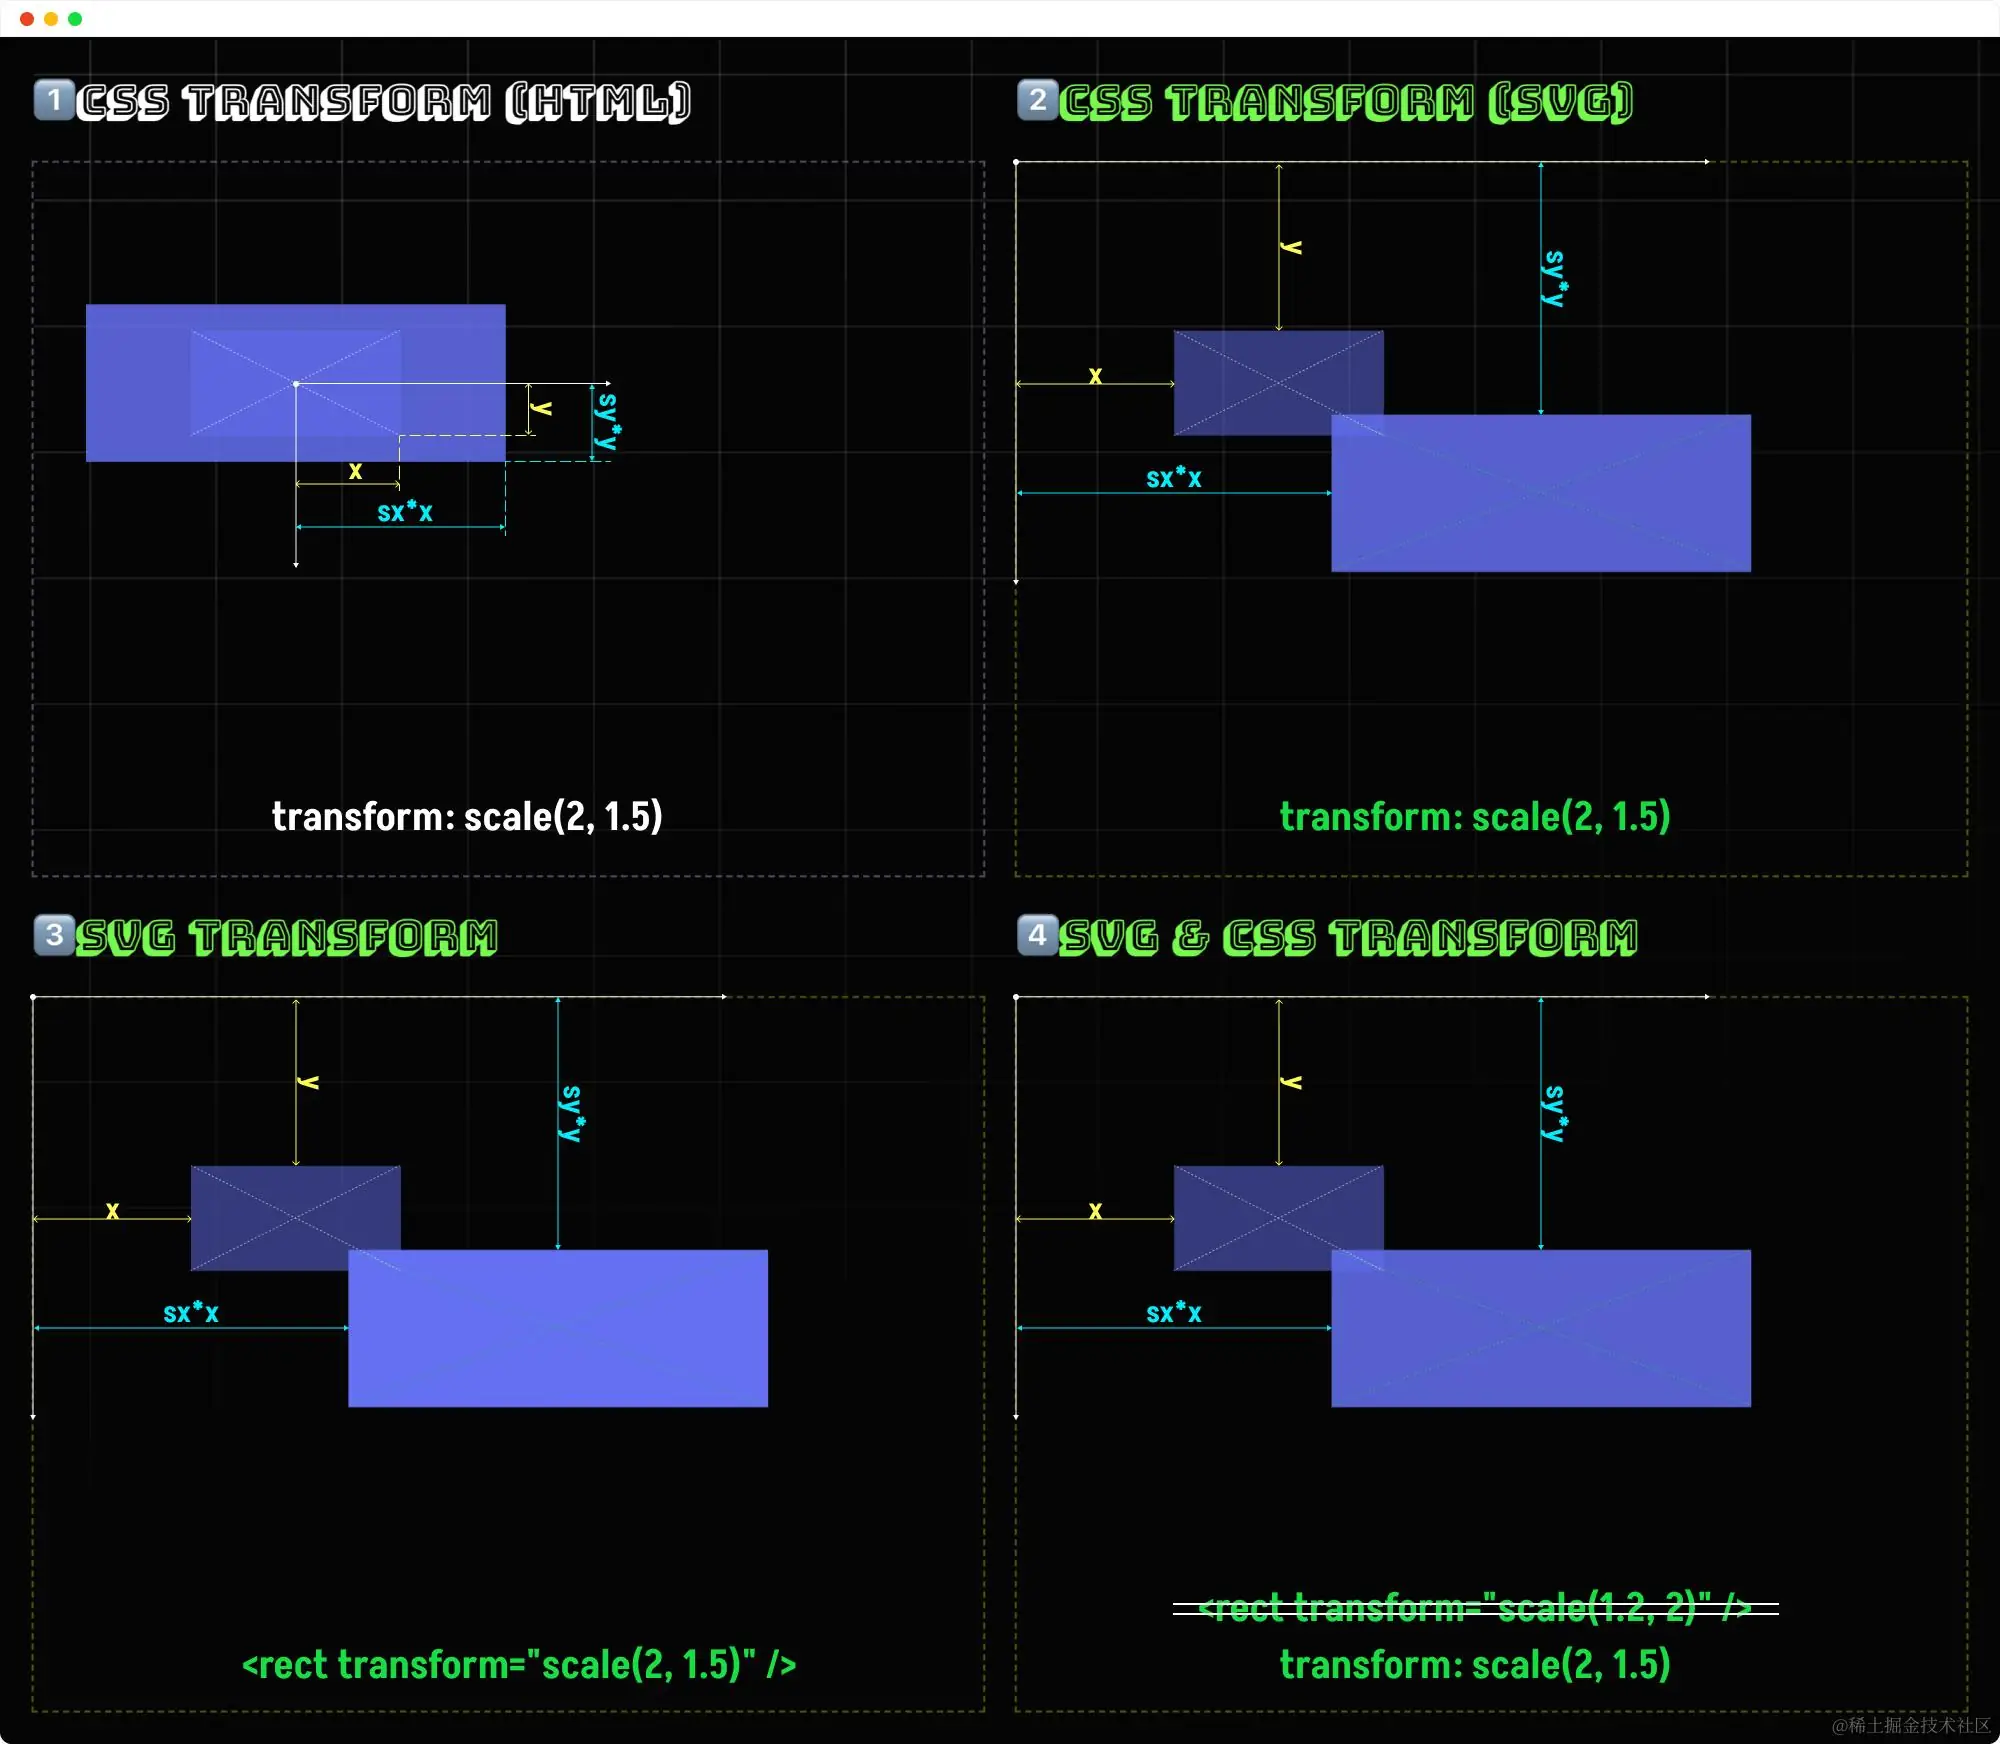 1 CSS TRANSFORM (HTML)
y
sy*y
x
sx*x
transform: scale(2, 1.5)
2 CSS TRANSFORM (SVG)
y
sy*y
x
sx*x
transform: scale(2, 1.5)
3 SVG TRANSFORM
y
sy*y
x
sx*x
<rect transform="scale(2, 1.5)" />
4 SVG & CSS TRANSFORM
y
sy*y
x
sx*x
<rect transform="scale(1.2, 2)" />
transform: scale(2, 1.5)
@稀土掘金技术社区